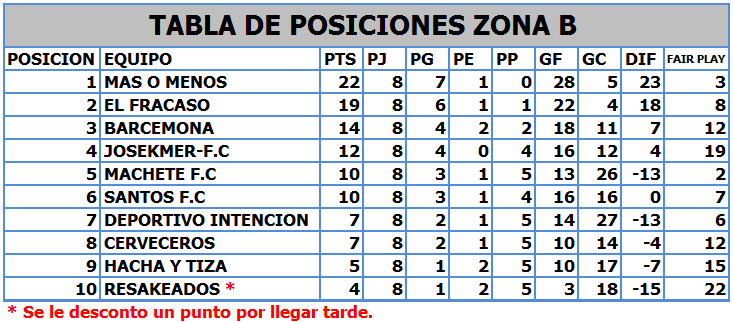 TABLA DE POSICIONES ZONA B
POSICION EQUIPO PTS PJ PG PE PP GF GC DIF FAIR PLAY
1 MAS O MENOS 22 8 7 1 0 28 5 23 3
2 EL FRACASO 19 8 6 1 1 22 4 18 8
3 BARCEMONA 14 8 4 2 2 18 11 7 12
4 JOSEKMER-F.C 12 8 4 0 4 16 12 4 19
5 MACHETE F.C 10 8 3 1 5 13 26 -13 2
6 SANTOS F.C 10 8 3 1 4 16 16 0 7
7 DEPORTIVO INTENCION 7 8 2 1 5 14 27 -13 6
8 CERVECEROS 7 8 2 1 5 10 14 -4 12
9 HACHA Y TIZA 5 8 1 2 5 10 17 -7 15
10 RESAKEADOS * 4 8 1 2 5 3 18 -15 22
* Se le desconto un punto por llegar tarde.